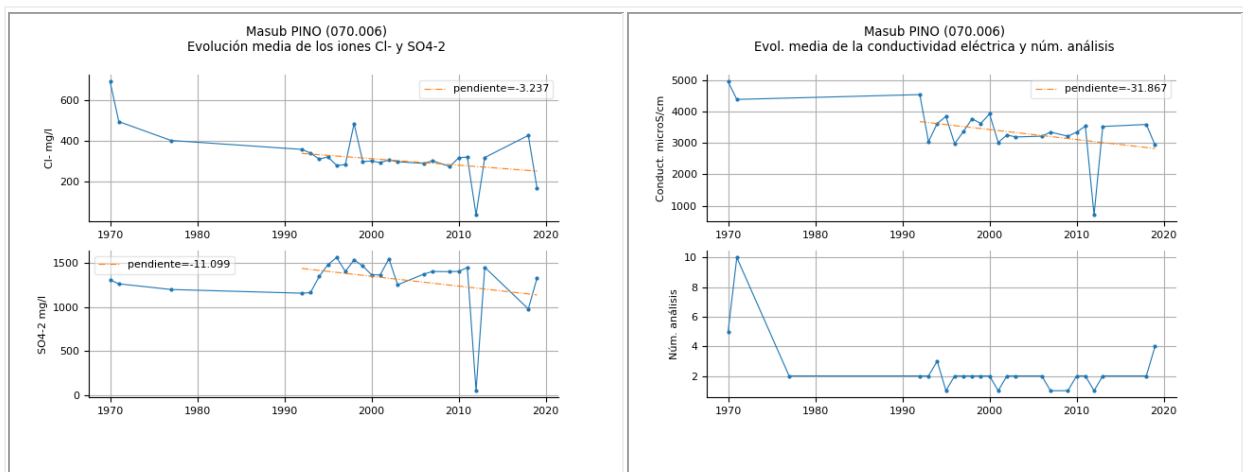 Masub PINO (070.006)
Evolución media de los iones Cl- y SO4-2
pendiente=-3.237
Cl- mg/l
600
400
200
1970 1980 1990 2000 2010 2020
pendiente=-11.099
SO4-2 mg/l
1500
1000
500
0
1970 1980 1990 2000 2010 2020
Masub PINO (070.006)
Evol. media de la conductividad eléctrica y núm. análisis
pendiente=-31.867
Conduct. microS/cm
5000
4000
3000
2000
1000
1970 1980 1990 2000 2010 2020
Núm. análisis
10
8
6
4
2
1970 1980 1990 2000 2010 2020